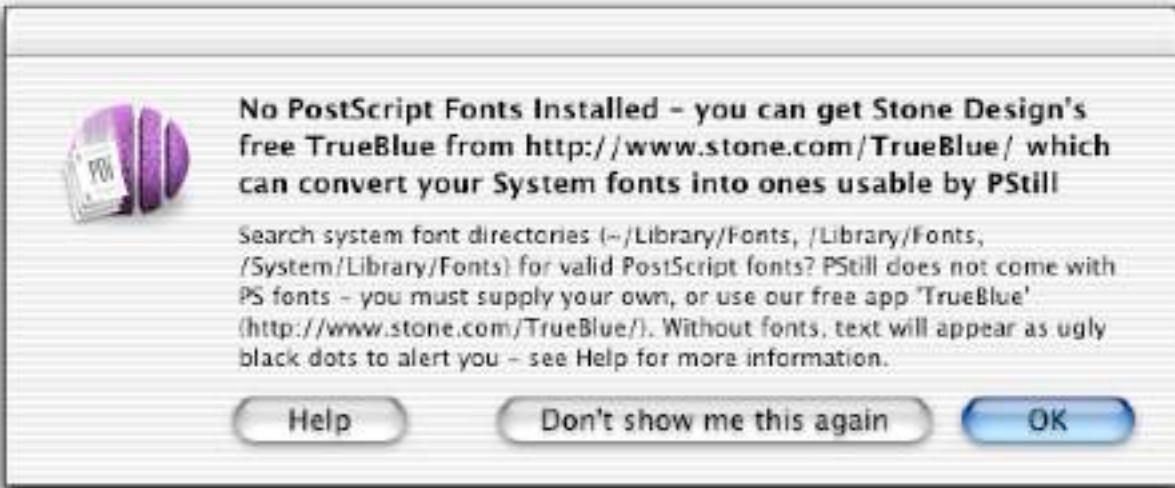 No PostScript Fonts Installed – you can get Stone Design's
free TrueBlue from http://www.stone.com/TrueBlue/ which
can convert your System fonts into ones usable by PStill
Search system font directories (~/Library/Fonts, /Library/Fonts,
/System/Library/Fonts) for valid PostScript fonts? PStill does not come with
PS fonts – you must supply your own, or use our free app 'TrueBlue'
(http://www.stone.com/TrueBlue/). Without fonts, text will appear as ugly
black dots to alert you – see Help for more information.
Help Don't show me this again OK